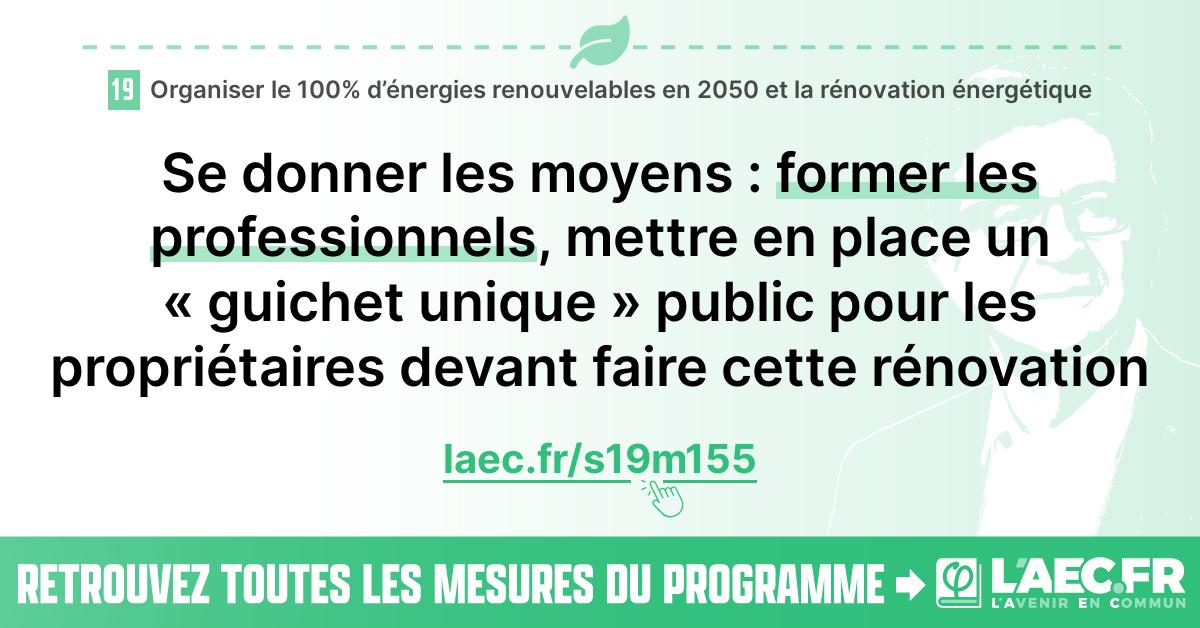 19 Organiser le 100% d’énergies renouvelables en 2050 et la rénovation énergétique
Se donner les moyens : former les
professionnels, mettre en place un
« guichet unique » public pour les
propriétaires devant faire cette rénovation
laec.fr/s19m155
RETROUVEZ TOUTES LES MESURES DU PROGRAMME ➡ φ L'AEC.FR
L'AVENIR EN COMMUN